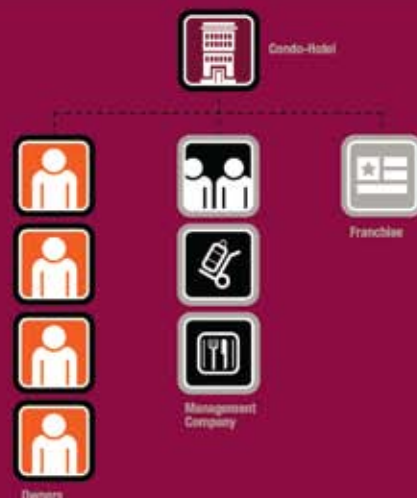 Condo-Hotel
Franchise
Management
Company
Owners